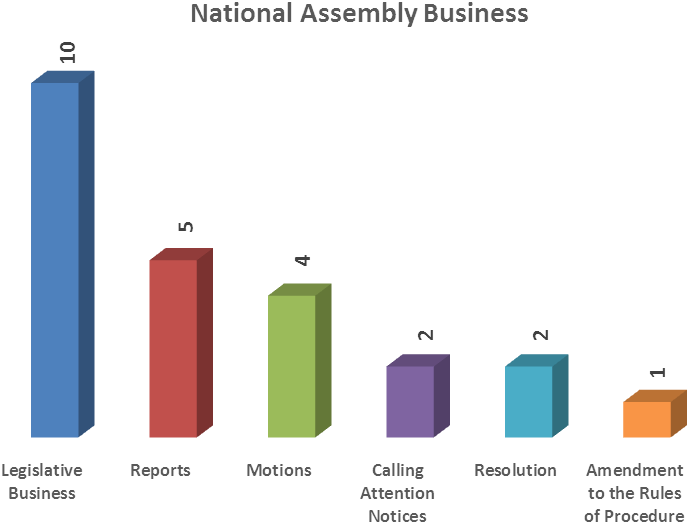 National Assembly Business
10
5
4
2
2
1
Legislative
Business
Reports
Motions
Calling
Attention
Notices
Resolution
Amendment
to the Rules
of Procedure